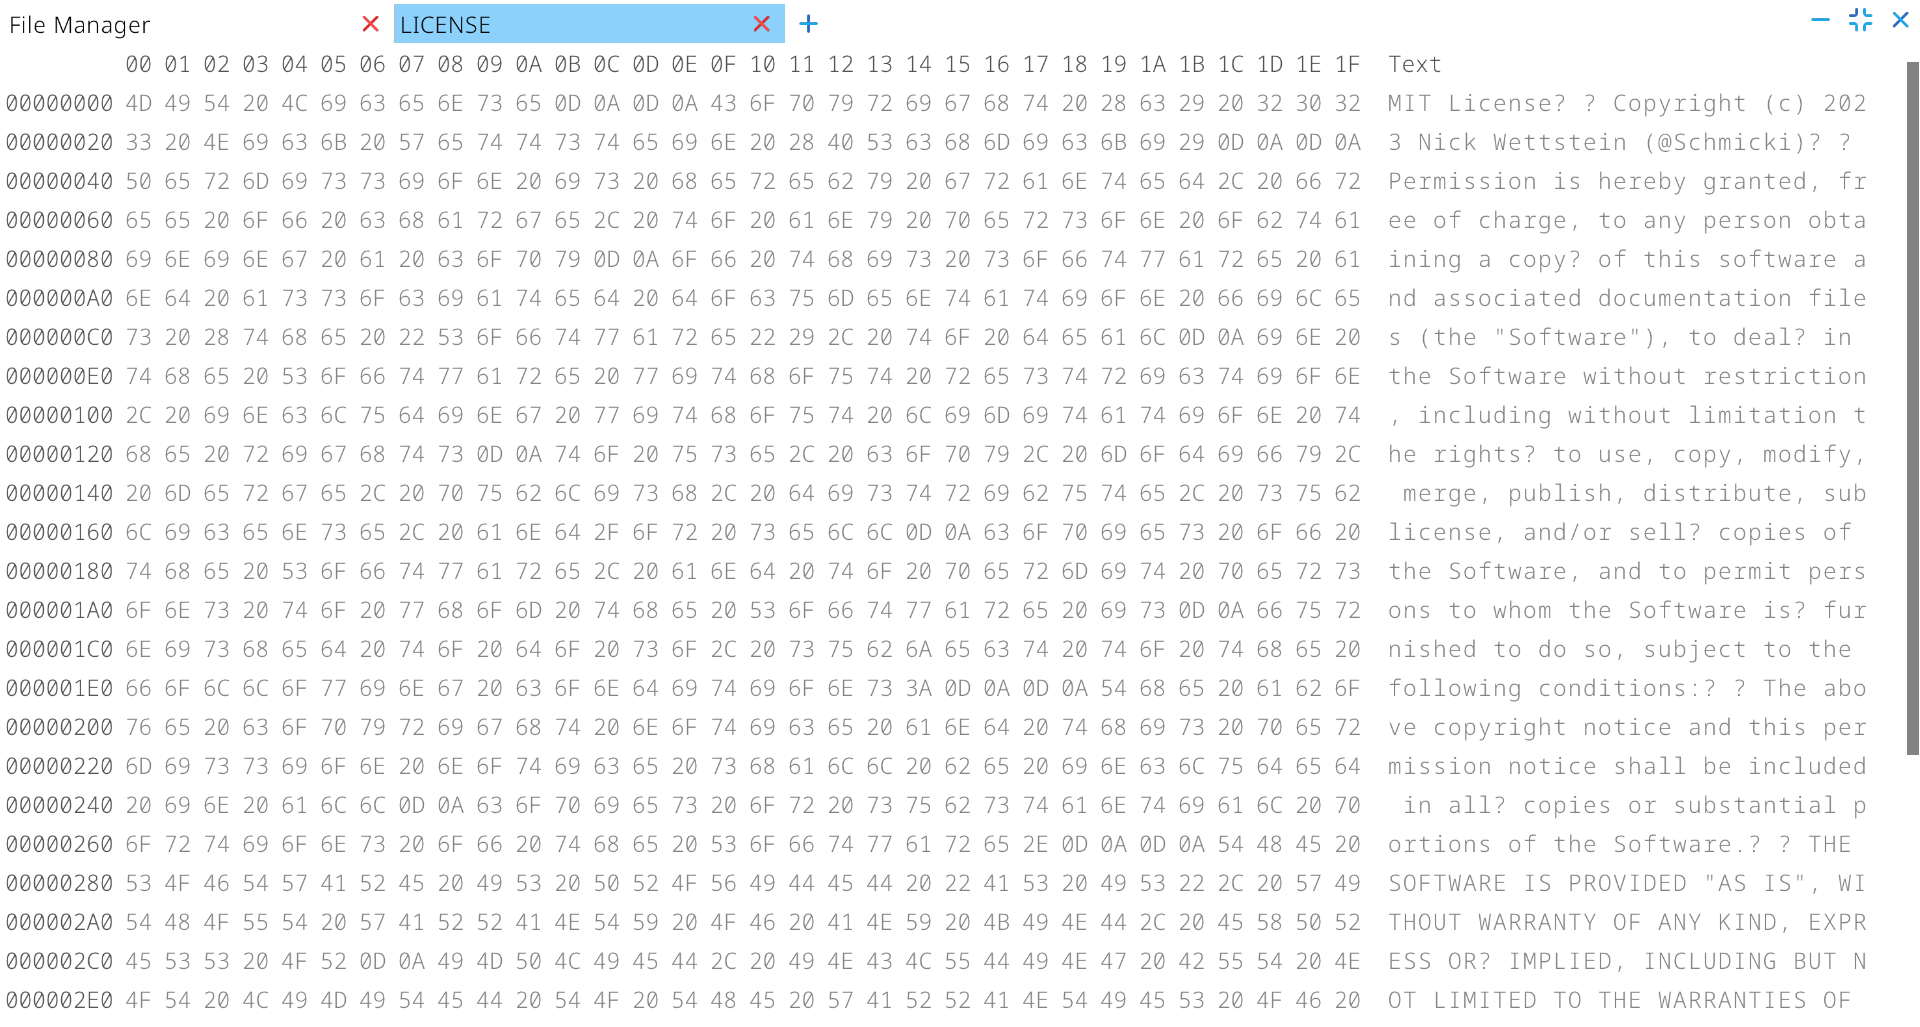 File Manager LICENSE
00 01 02 03 04 05 06 07 08 09 0A 0B 0C 0D 0E 0F 10 11 12 13 14 15 16 17 18 19 1A 1B 1C 1D 1E 1F Text
00000000 4D 49 54 20 4C 69 63 65 6E 73 65 0D 0A 0D 0A 43 6F 70 79 72 69 67 68 74 20 28 63 29 20 32 30 32 MIT License? ? Copyright (c) 202
00000020 33 20 4E 69 63 6B 20 57 65 74 74 73 74 65 69 6E 20 28 40 53 63 68 6D 69 63 6B 69 29 0D 0A 0D 0A 3 Nick Wettstein (@Schmicki)? ?
00000040 50 65 72 6D 69 73 73 69 6F 6E 20 69 73 20 68 65 72 65 62 79 20 67 72 61 6E 74 65 64 2C 20 66 72 Permission is hereby granted, fr
00000060 65 65 20 6F 66 20 63 68 61 72 67 65 2C 20 74 6F 20 61 6E 79 20 70 65 72 73 6F 6E 20 6F 62 74 61 ee of charge, to any person obta
00000080 69 6E 69 6E 67 20 61 20 63 6F 70 79 0D 0A 6F 66 20 74 68 69 73 20 73 6F 66 74 77 61 72 65 20 61 ining a copy? of this software a
000000A0 6E 64 20 61 73 73 6F 63 69 61 74 65 64 20 64 6F 63 75 6D 65 6E 74 61 74 69 6F 6E 20 66 69 6C 65 nd associated documentation file
000000C0 73 20 28 74 68 65 20 22 53 6F 66 74 77 61 72 65 22 29 2C 20 74 6F 20 64 65 61 6C 0D 0A 69 6E 20 s (the "Software"), to deal? in
000000E0 74 68 65 20 53 6F 66 74 77 61 72 65 20 77 69 74 68 6F 75 74 20 72 65 73 74 72 69 63 74 69 6F 6E the Software without restriction
00000100 2C 20 69 6E 63 6C 75 64 69 6E 67 20 77 69 74 68 6F 75 74 20 6C 69 6D 69 74 61 74 69 6F 6E 20 74 , including without limitation t
00000120 68 65 20 72 69 67 68 74 73 0D 0A 74 6F 20 75 73 65 2C 20 63 6F 70 79 2C 20 6D 6F 64 69 66 79 2C he rights? to use, copy, modify,
00000140 20 6D 65 72 67 65 2C 20 70 75 62 6C 69 73 68 2C 20 64 69 73 74 72 69 62 75 74 65 2C 20 73 75 62 merge, publish, distribute, sub
00000160 6C 69 63 65 6E 73 65 2C 20 61 6E 64 2F 6F 72 20 73 65 6C 6C 0D 0A 63 6F 70 69 65 73 20 6F 66 20 license, and/or sell? copies of
00000180 74 68 65 20 53 6F 66 74 77 61 72 65 2C 20 61 6E 64 20 74 6F 20 70 65 72 6D 69 74 20 70 65 72 73 the Software, and to permit pers
000001A0 6F 6E 73 20 74 6F 20 77 68 6F 6D 20 74 68 65 20 53 6F 66 74 77 61 72 65 20 69 73 0D 0A 66 75 72 ons to whom the Software is? fur
000001C0 6E 69 73 68 65 64 20 74 6F 20 64 6F 20 73 6F 2C 20 73 75 62 6A 65 63 74 20 74 6F 20 74 68 65 20 nished to do so, subject to the
000001E0 66 6F 6C 6C 6F 77 69 6E 67 20 63 6F 6E 64 69 74 69 6F 6E 73 3A 0D 0A 0D 0A 54 68 65 20 61 62 6F following conditions:? ? The abo
00000200 76 65 20 63 6F 70 79 72 69 67 68 74 20 6E 6F 74 69 63 65 20 61 6E 64 20 74 68 69 73 20 70 65 72 ve copyright notice and this per
00000220 6D 69 73 73 69 6F 6E 20 6E 6F 74 69 63 65 20 73 68 61 6C 6C 20 62 65 20 69 6E 63 6C 75 64 65 64 mission notice shall be included
00000240 20 69 6E 20 61 6C 6C 0D 0A 63 6F 70 69 65 73 20 6F 72 20 73 75 62 73 74 61 6E 74 69 61 6C 20 70 in all? copies or substantial p
00000260 6F 72 74 69 6F 6E 73 20 6F 66 20 74 68 65 20 53 6F 66 74 77 61 72 65 2E 0D 0A 0D 0A 54 48 45 20 ortions of the Software.? ? THE
00000280 53 4F 46 54 57 41 52 45 20 49 53 20 50 52 4F 56 49 44 45 44 20 22 41 53 20 49 53 22 2C 20 57 49 SOFTWARE IS PROVIDED "AS IS", WI
000002A0 54 48 4F 55 54 20 57 41 52 52 41 4E 54 59 20 4F 46 20 41 4E 59 20 4B 49 4E 44 2C 20 45 58 50 52 THOUT WARRANTY OF ANY KIND, EXPR
000002C0 45 53 53 20 4F 52 0D 0A 49 4D 50 4C 49 45 44 2C 20 49 4E 43 4C 55 44 49 4E 47 20 42 55 54 20 4E ESS OR? IMPLIED, INCLUDING BUT N
000002E0 4F 54 20 4C 49 4D 49 54 45 44 20 54 4F 20 54 48 45 20 57 41 52 52 41 4E 54 49 45 53 20 4F 46 20 OT LIMITED TO THE WARRANTIES OF